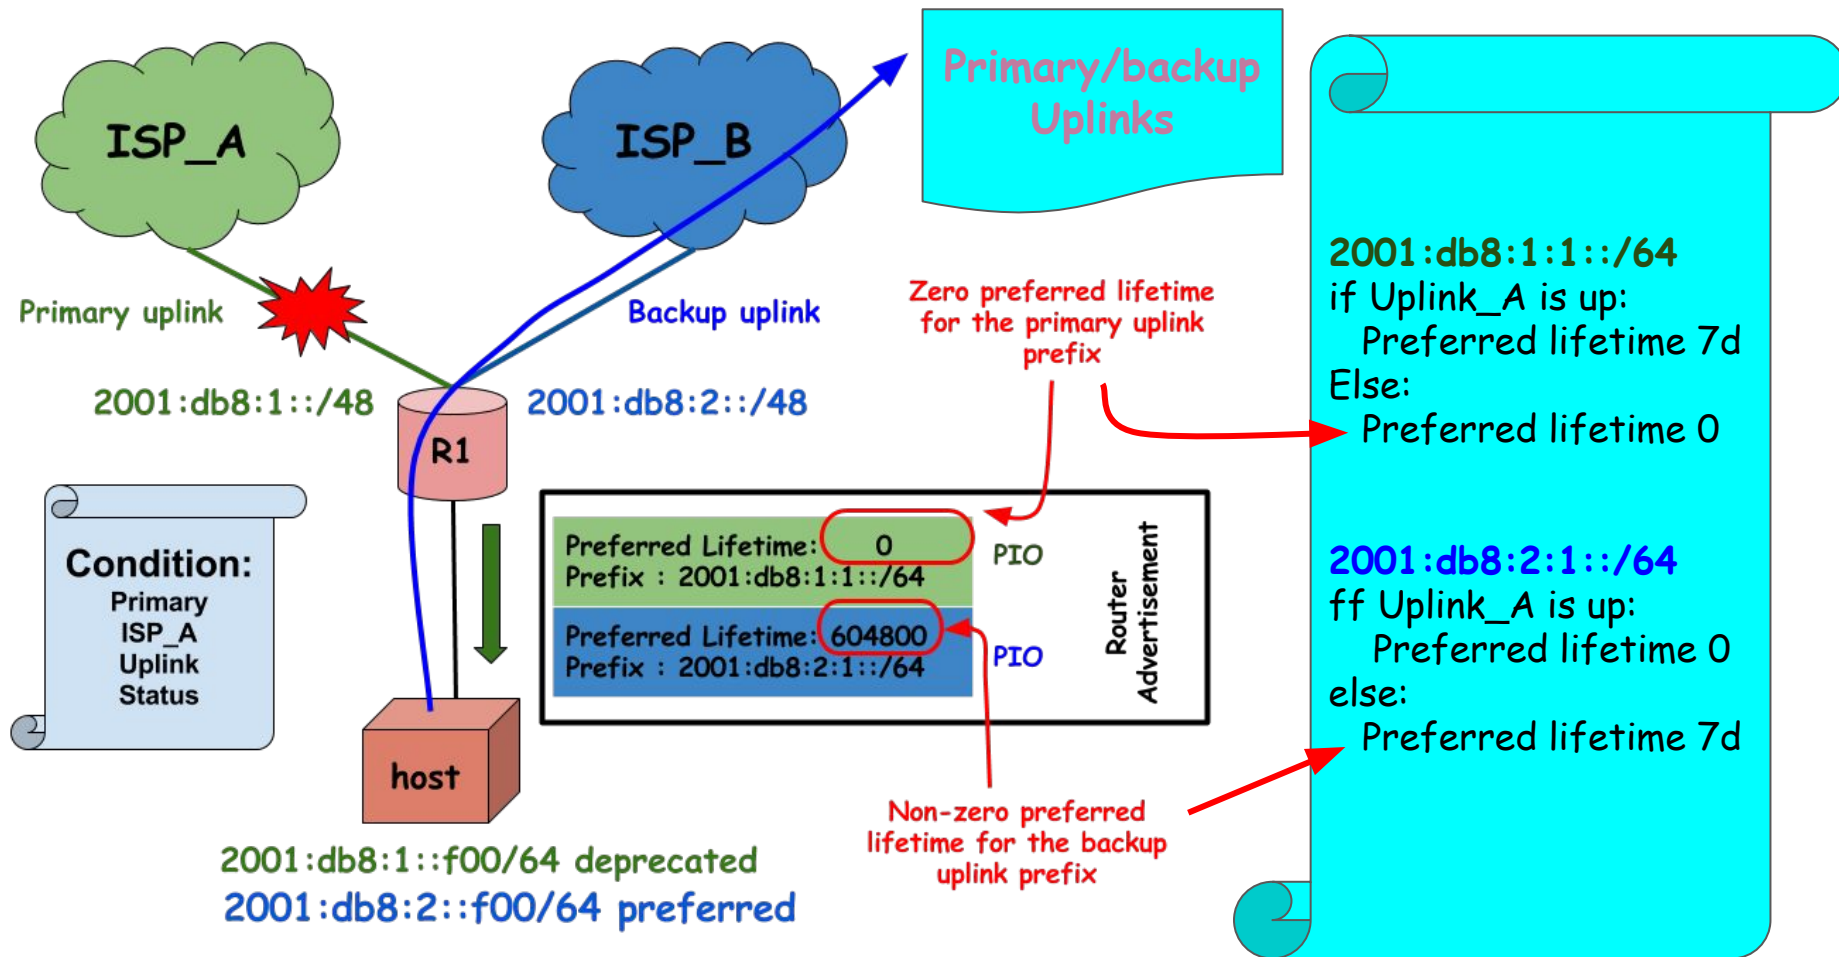 ISP_A
ISP_B
Primary/backup
Uplinks
Primary uplink
Backup uplink
2001:db8:1::/48
2001:db8:2::/48
R1
Condition:
Primary
ISP_A
Uplink
Status
host
2001:db8:1::f00/64 deprecated
2001:db8:2::f00/64 preferred
Zero preferred lifetime
for the primary uplink
prefix
Preferred Lifetime: 0
Prefix : 2001:db8:1:1::/64
PIO
Preferred Lifetime: 604800
Prefix : 2001:db8:2:1::/64
PIO
Router
Advertisement
Non-zero preferred
lifetime for the backup
uplink prefix
2001:db8:1:1::/64
if Uplink_A is up:
Preferred lifetime 7d
Else:
Preferred lifetime 0
2001:db8:2:1::/64
ff Uplink_A is up:
Preferred lifetime 0
else:
Preferred lifetime 7d